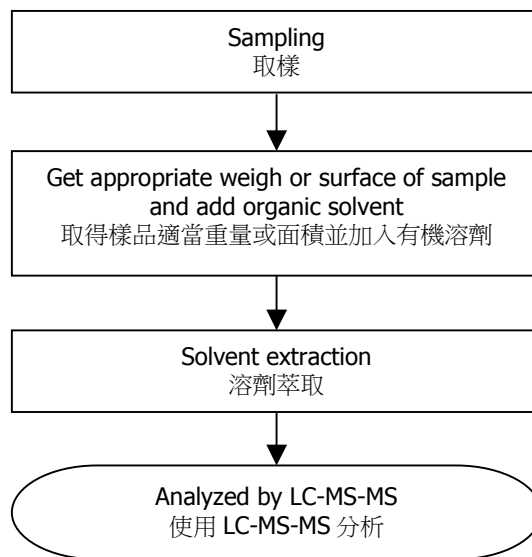 Sampling
取樣
Get appropriate weigh or surface of sample
and add organic solvent
取得樣品適當重量或面積並加入有機溶劑
Solvent extraction
溶劑萃取
Analyzed by LC-MS-MS
使用 LC-MS-MS 分析